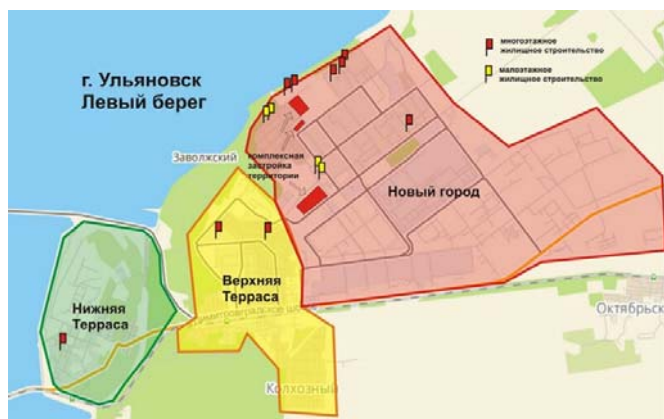 г. Ульяновск
Левый берег
многоэтажное
жилищное строительство
малоэтажное
жилищное строительство
Заволжский
комплексная
застройка
территории
Новый город
Верхняя
Терраса
Нижняя
Терраса
Октябрьск
Колхозный